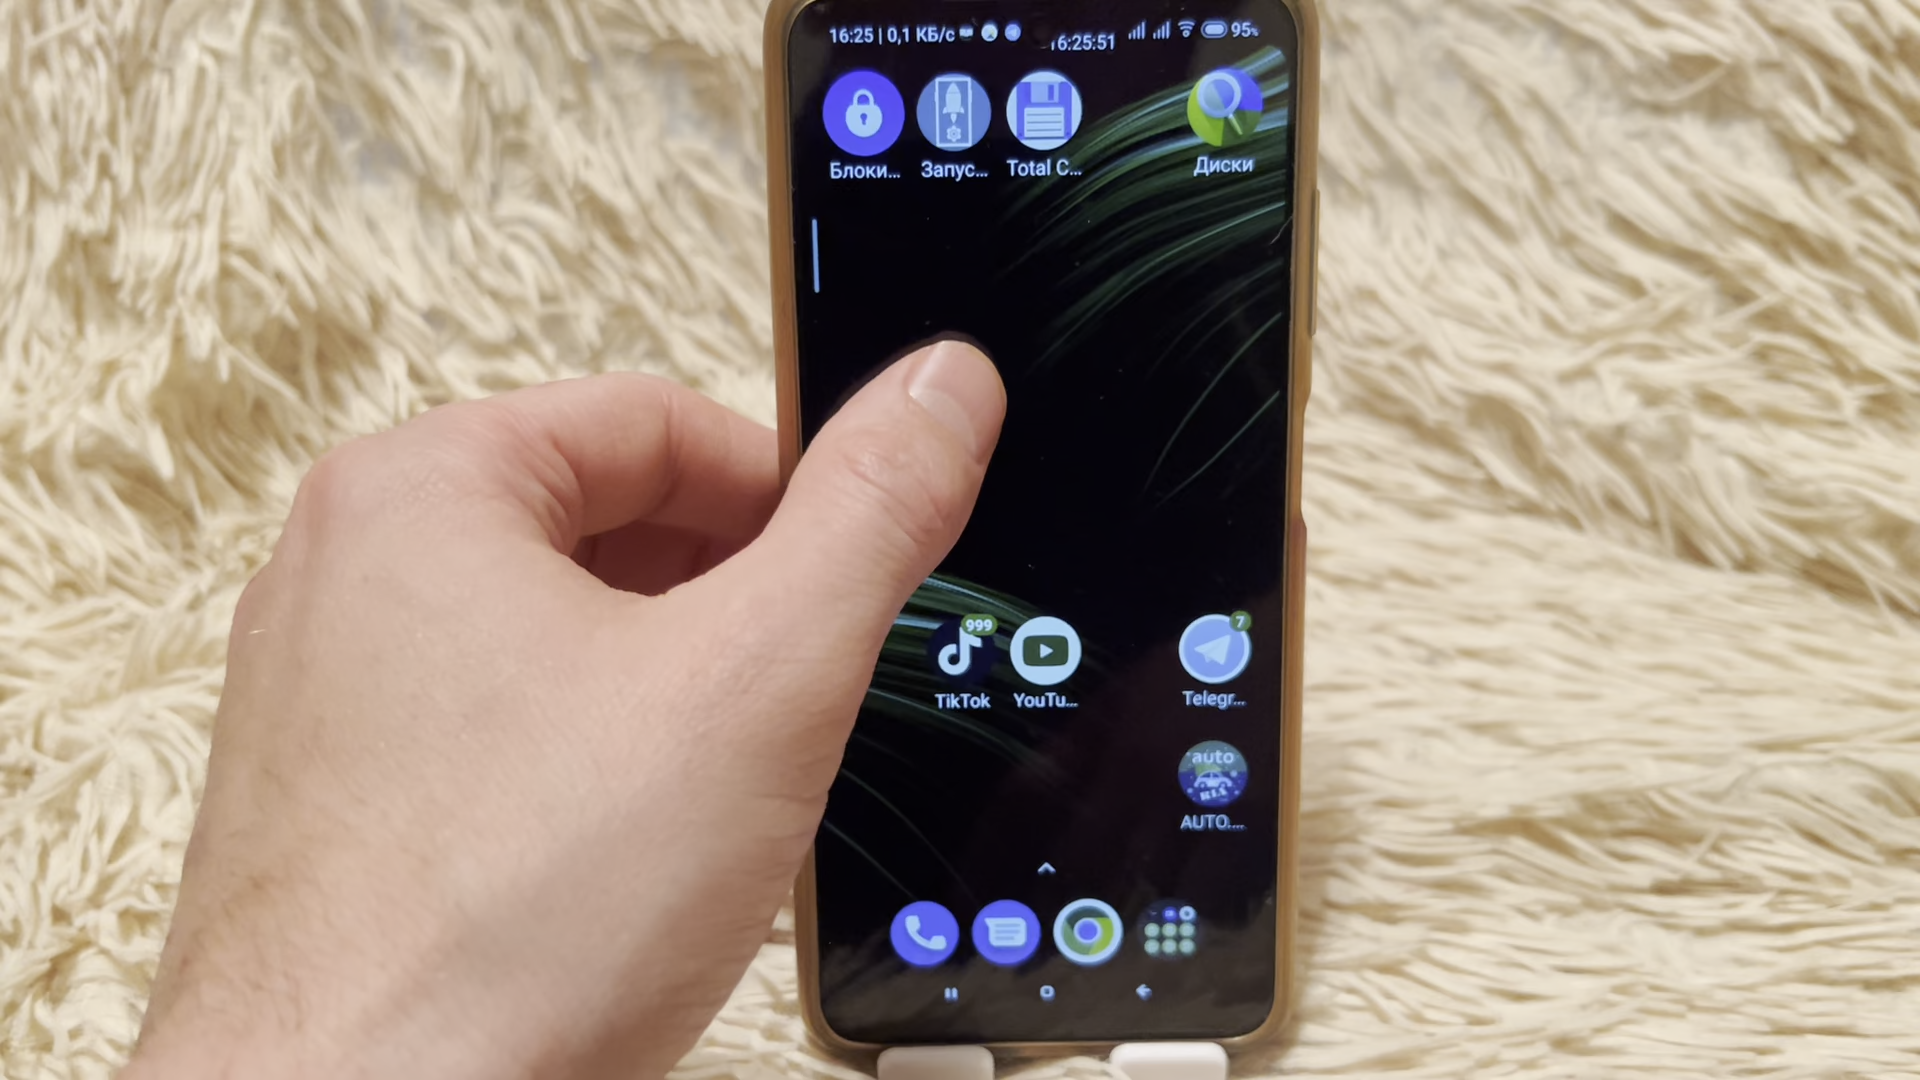 16:25 | 0,1 КБ/с 16:25:51 95%
Блоки... Запус... Total C... Диски
999 7
TikTok YouTu... Telegr...
auto
AUTO....